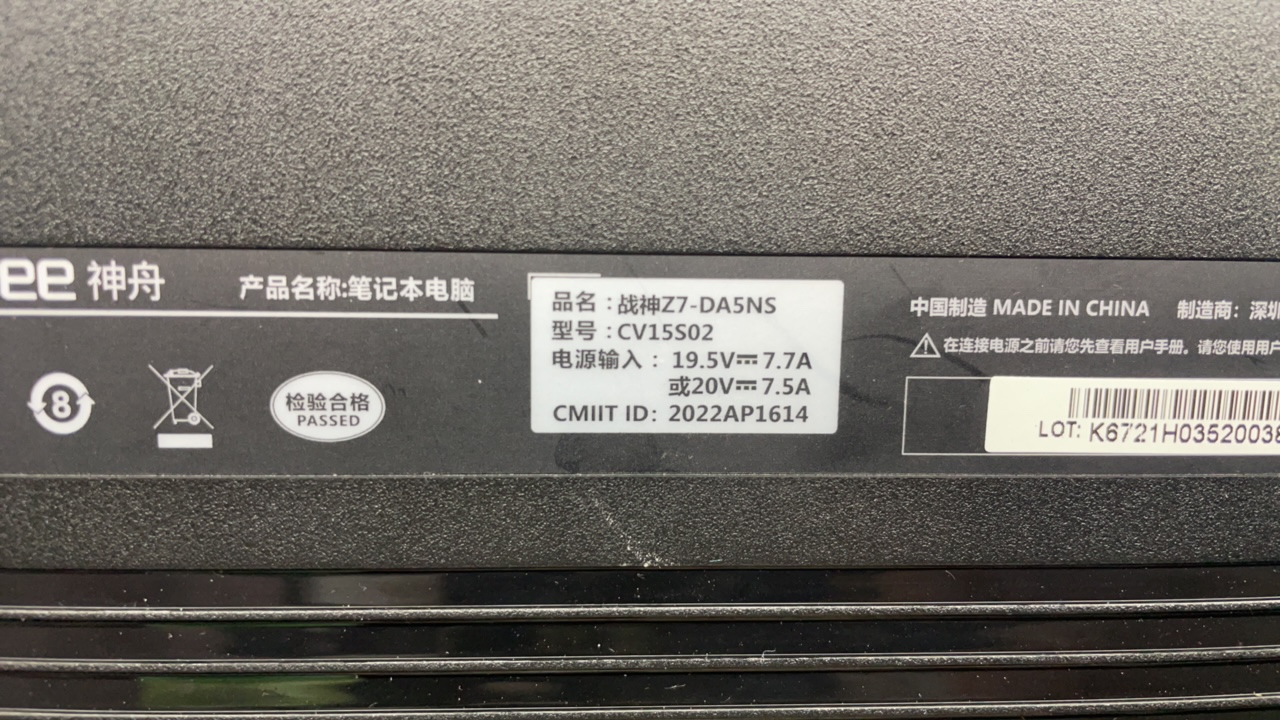 ee 神舟
产品名称:笔记本电脑
8
检验合格
PASSED
品名：战神Z7-DA5NS
型号：CV15S02
电源输入： 19.5V⎓7.7A
或20V⎓7.5A
CMIIT ID: 2022AP1614
中国制造 MADE IN CHINA 制造商：深圳
在连接电源之前请您先查看用户手册。请您使用用户
LOT: K6721H03520038